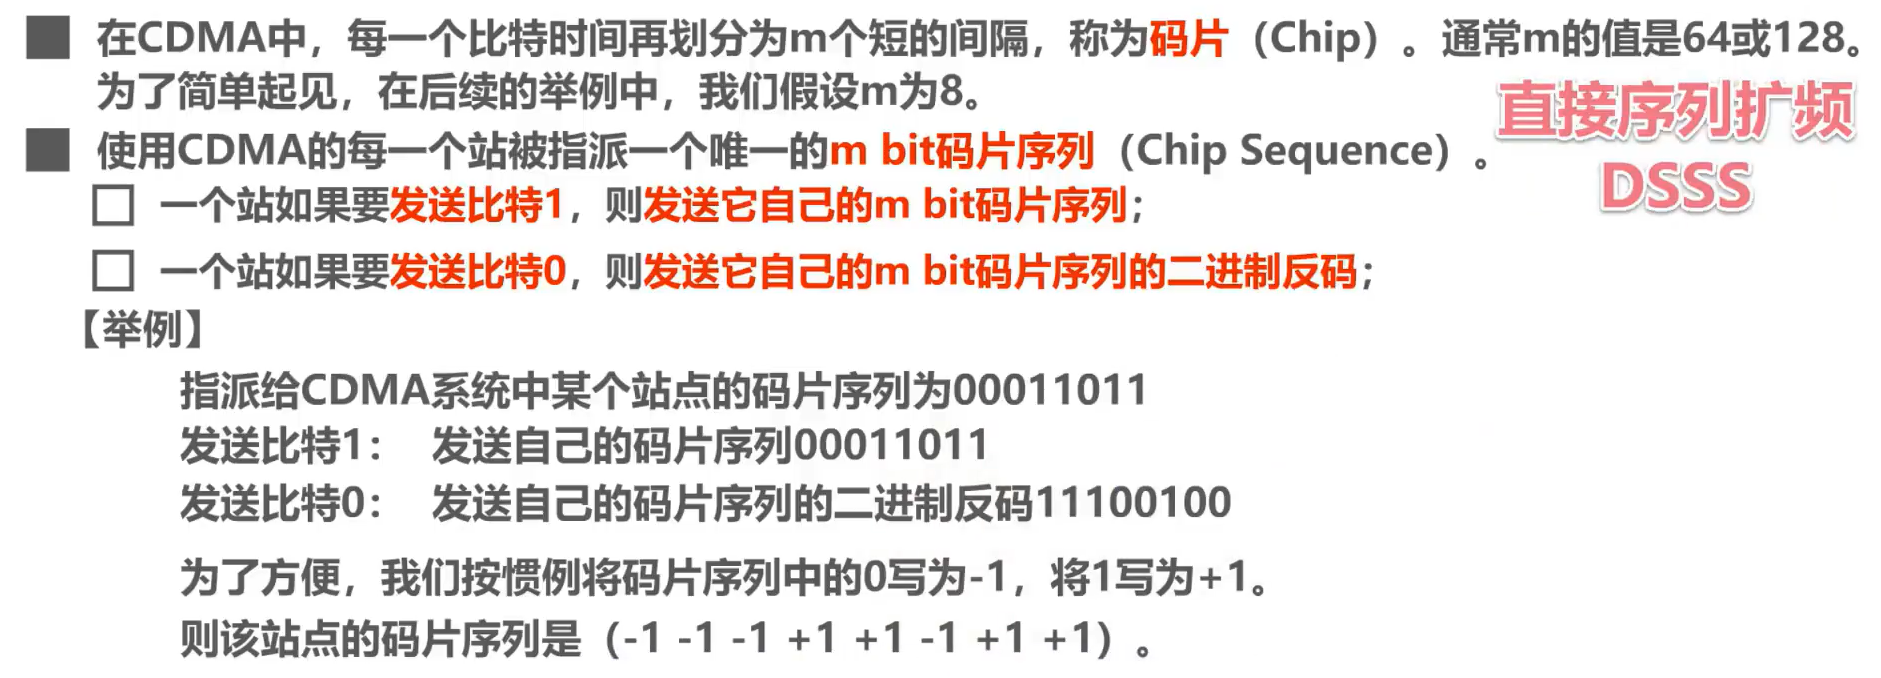 在CDMA中，每一个比特时间再划分为m个短的间隔，称为码片（Chip）。通常m的值是64或128。
为了简单起见，在后续的举例中，我们假设m为8。
直接序列扩频
DSSS
使用CDMA的每一个站被指派一个唯一的m bit码片序列（Chip Sequence）。
一个站如果要发送比特1，则发送它自己的m bit码片序列；
一个站如果要发送比特0，则发送它自己的m bit码片序列的二进制反码；
【举例】
指派给CDMA系统中某个站点的码片序列为00011011
发送比特1： 发送自己的码片序列00011011
发送比特0： 发送自己的码片序列的二进制反码11100100
为了方便，我们按惯例将码片序列中的0写为-1，将1写为+1。
则该站点的码片序列是（-1 -1 -1 +1 +1 -1 +1 +1）。